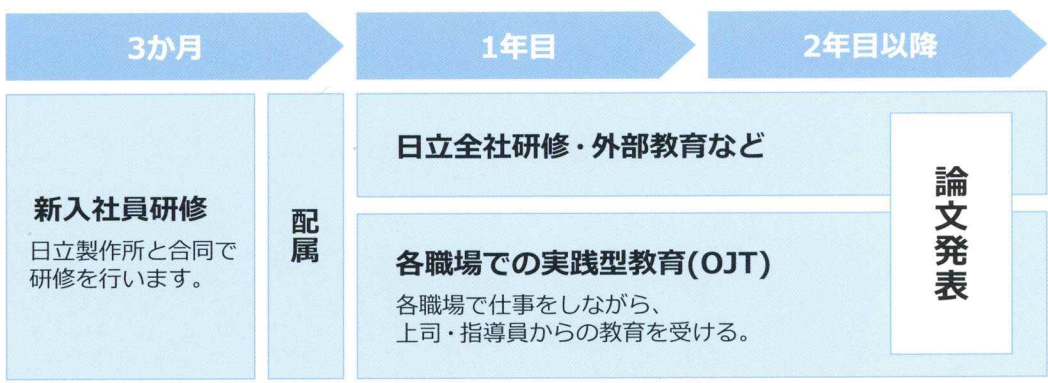 3か月
1年目
2年目以降
新入社員研修
日立製作所と合同で
研修を行います。
配属
日立全社研修・外部教育など
各職場での実践型教育(OJT)
各職場で仕事をしながら、
上司・指導員からの教育を受ける。
論文発表